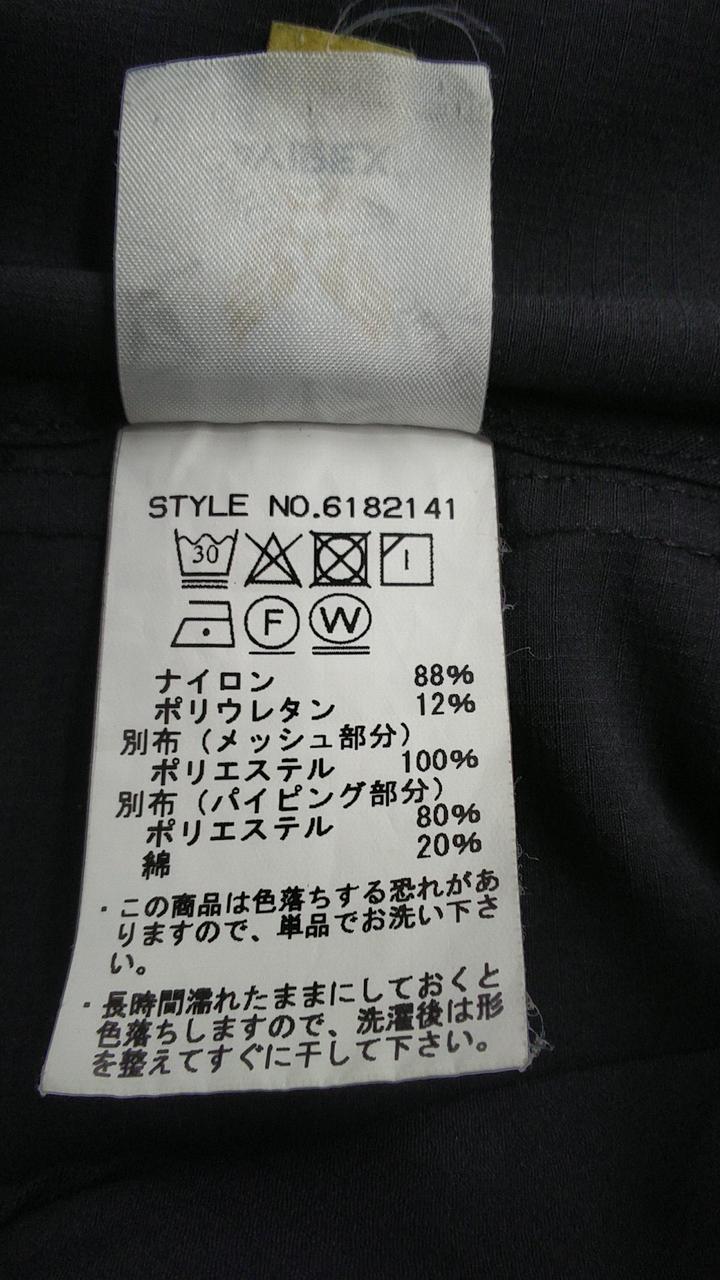 STYLE NO.6182141
30
F W
ナイロン 88%
ポリウレタン 12%
別布（メッシュ部分）
ポリエステル 100%
別布（パイピング部分）
ポリエステル 80%
綿 20%
・この商品は色落ちする恐れがあ
りますので、単品でお洗い下さ
い。
・長時間濡れたままにしておくと
色落ちしますので、洗濯後は形
を整えてすぐに干して下さい。